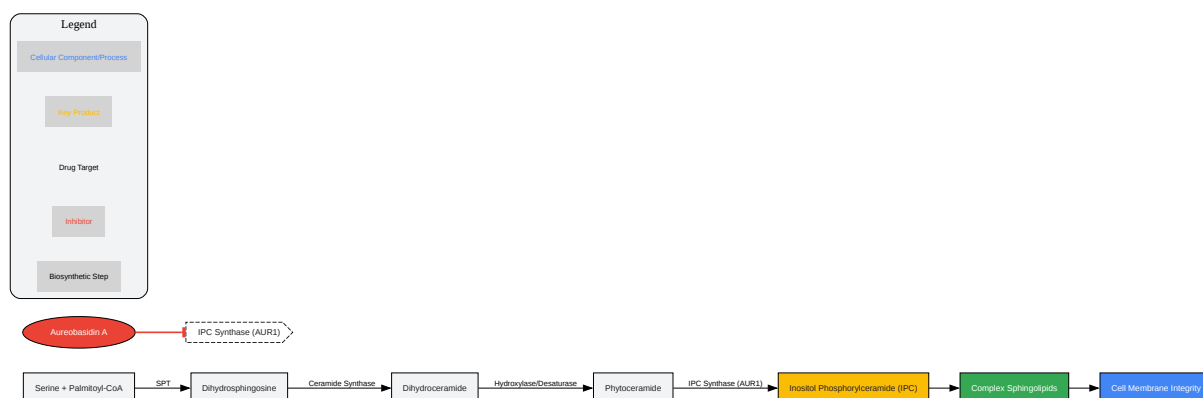 Legend
Cellular Component/Process
Key Product
Drug Target
Inhibitor
Biosynthetic Step
Aureobasidin A
IPC Synthase (AUR1)
Serine + Palmitoyl-CoA
SPT
Dihydrosphingosine
Ceramide Synthase
Dihydroceramide
Hydroxylase/Desaturase
Phytoceramide
IPC Synthase (AUR1)
Inositol Phosphorylceramide (IPC)
Complex Sphingolipids
Cell Membrane Integrity